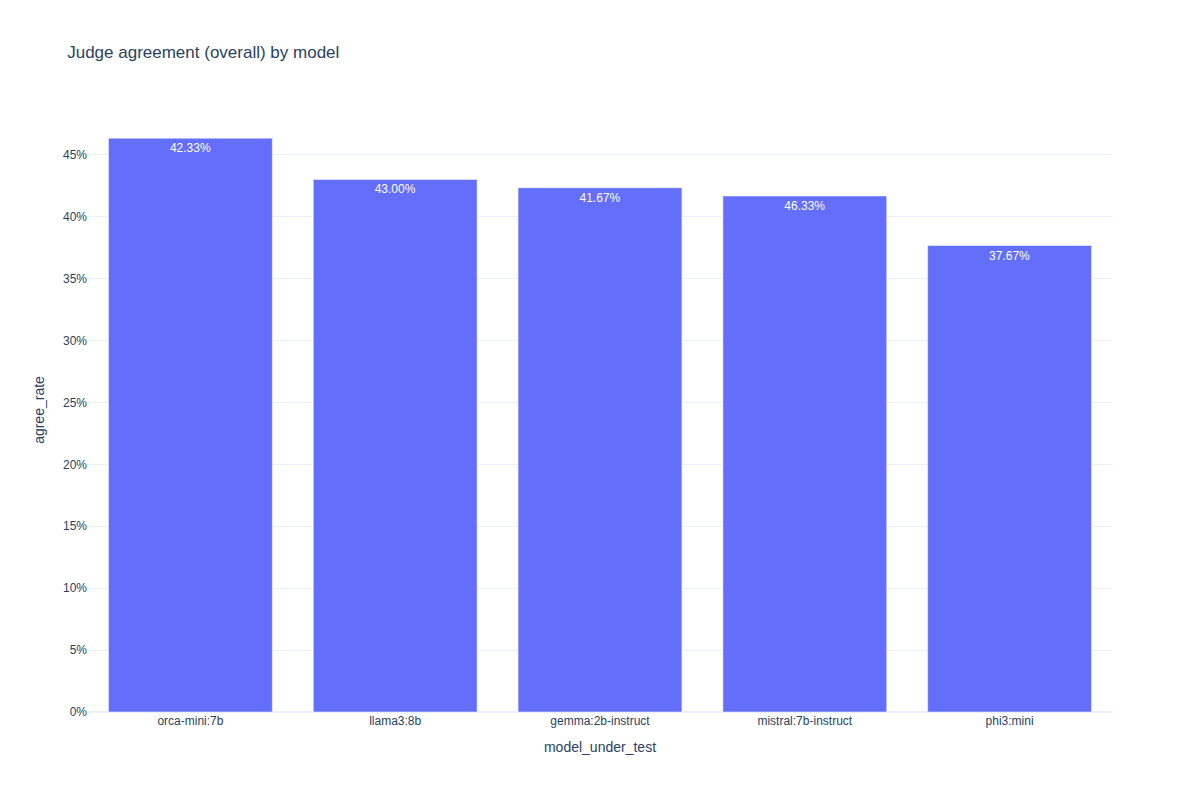 Judge agreement (overall) by model
45%
40%
35%
30%
25%
20%
15%
10%
5%
0%
agree_rate
42.33%
43.00%
41.67%
46.33%
37.67%
orca-mini:7b
llama3:8b
gemma:2b-instruct
mistral:7b-instruct
phi3:mini
model_under_test